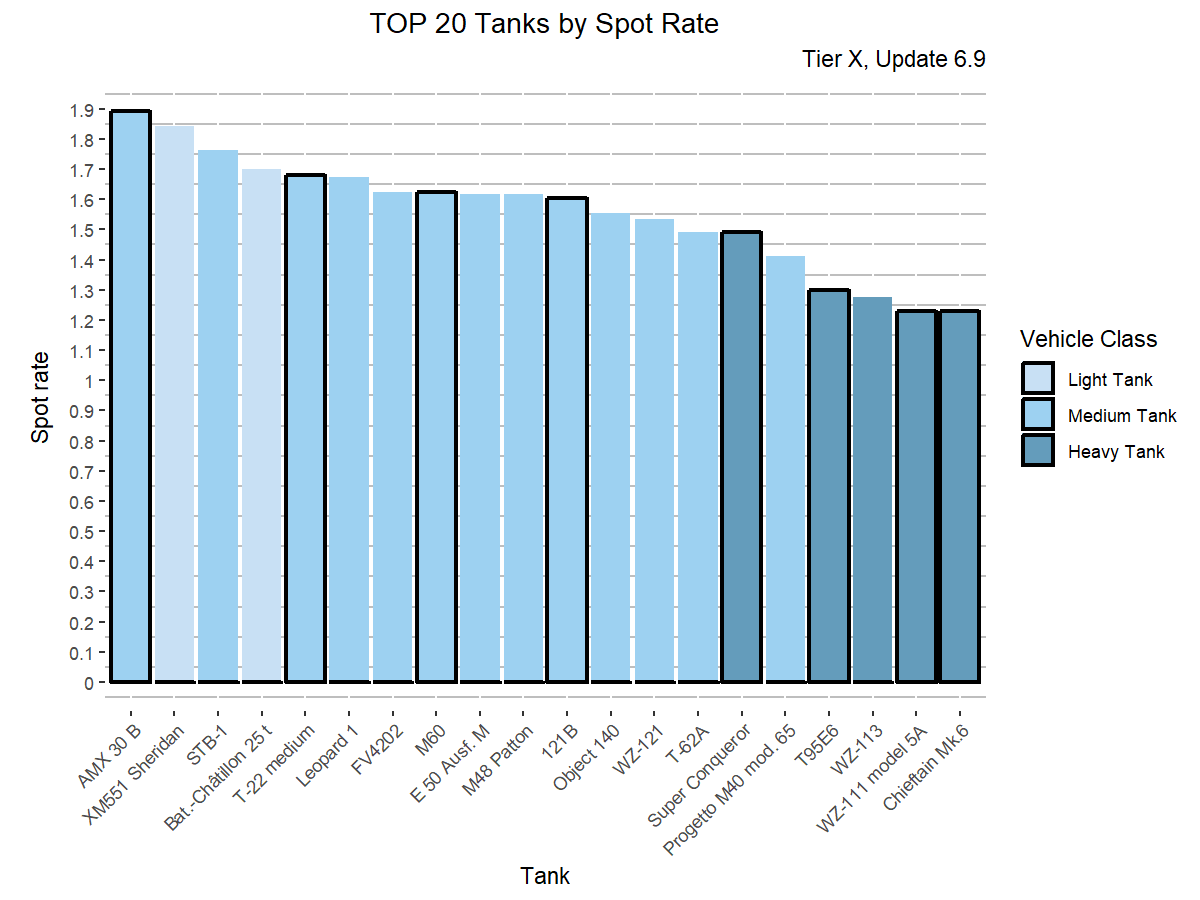 TOP 20 Tanks by Spot Rate
Tier X, Update 6.9
1.9
1.8
1.7
1.6
1.5
1.4
1.3
1.2
1.1
1
0.9
0.8
0.7
0.6
0.5
0.4
0.3
0.2
0.1
0
Spot rate
AMX 30 B
XM551 Sheridan
STB-1
Bat.-Châtillon 25 t
T-22 medium
Leopard 1
FV4202
M60
E 50 Ausf. M
M48 Patton
121B
Object 140
WZ-121
T-62A
Super Conqueror
Progetto M40 mod. 65
T95E6
WZ-113
WZ-111 model 5A
Chieftain Mk.6
Tank
Vehicle Class
Light Tank
Medium Tank
Heavy Tank